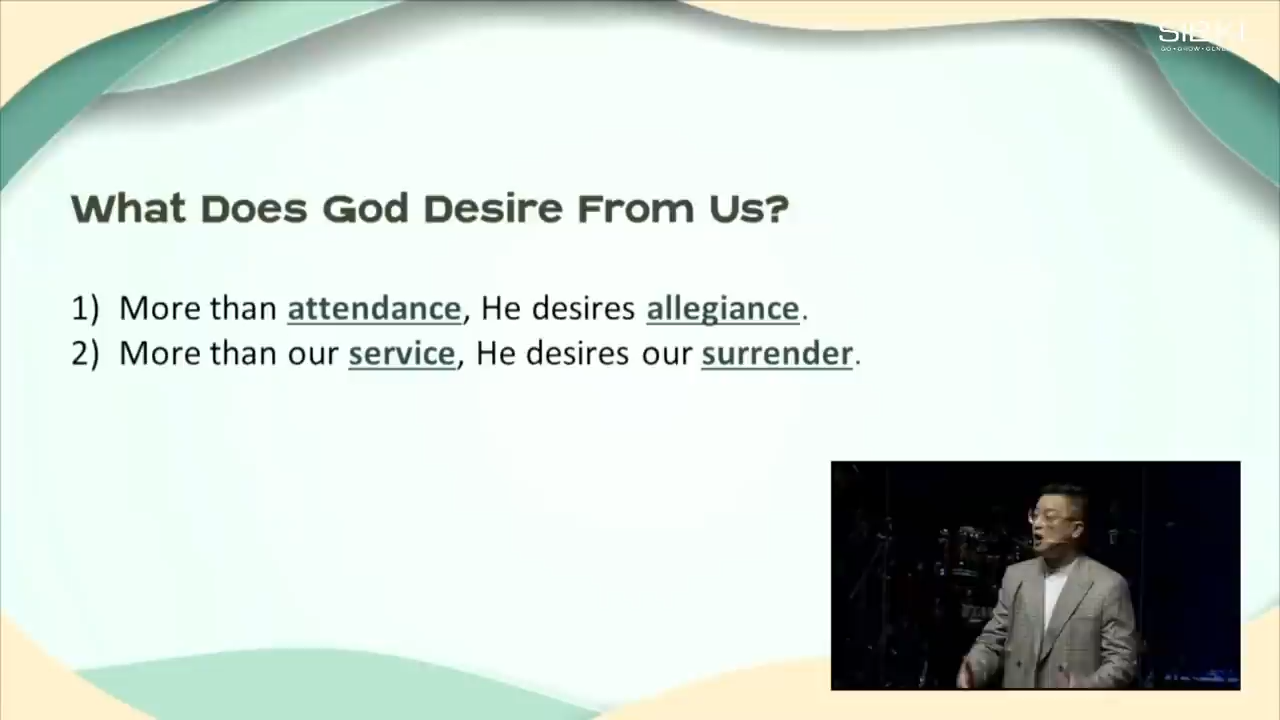 What Does God Desire From Us?
1) More than attendance, He desires allegiance.
2) More than our service, He desires our surrender.